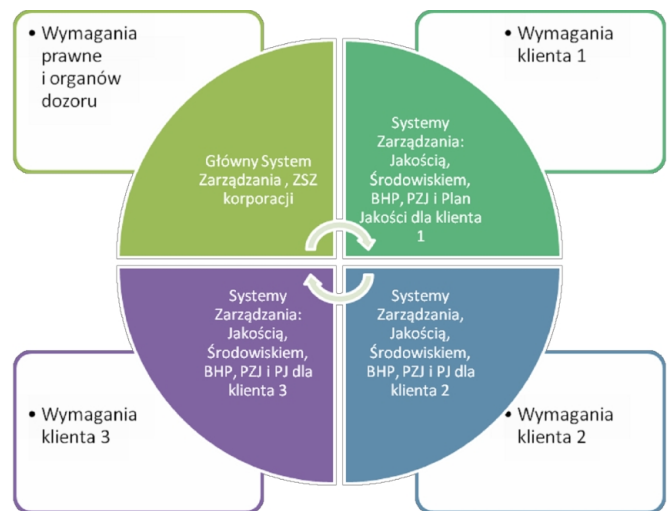 • Wymagania
prawne
i organów
dozoru
• Wymagania
klienta 1
Główny System
Zarządzania , ZSZ
korporacji
Systemy
Zarządzania:
Jakością,
Środowiskiem,
BHP, PZJ i Plan
Jakości dla klienta
1
Systemy
Zarządzania:
Jakością,
Środowiskiem,
BHP, PZJ i PJ dla
klienta 3
Systemy
Zarządzania,
Jakością,
Środowiskiem,
BHP, PZJ i PJ dla
klienta 2
• Wymagania
klienta 3
• Wymagania
klienta 2